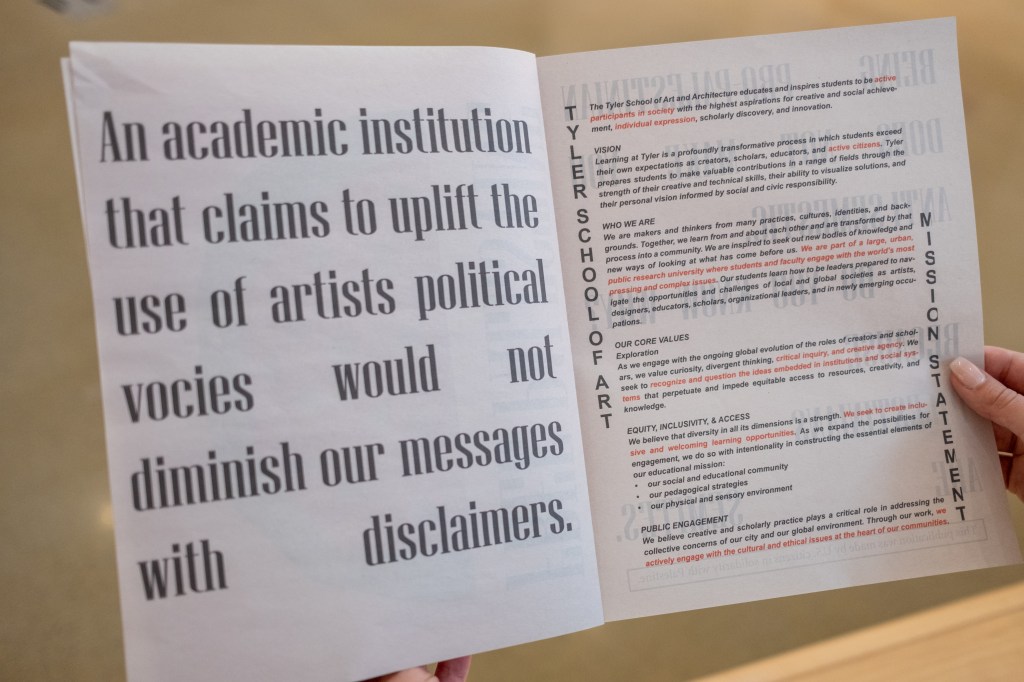 An academic institution
that claims to uplift the
use of artists political
vocies would not
diminish our messages
with disclaimers.
TYLER SCHOOL OF ART
The Tyler School of Art and Architecture educates and inspires students to be active
participants in society with the highest aspirations for creative and social achieve-
ment, individual expression, scholarly discovery, and innovation.
VISION
Learning at Tyler is a profoundly transformative process in which students exceed
their own expectations as creators, scholars, educators, and active citizens. Tyler
prepares students to make valuable contributions in a range of fields through the
strength of their creative and technical skills, their ability to visualize solutions, and
their personal vision informed by social and civic responsibility.
WHO WE ARE
We are makers and thinkers from many practices, cultures, identities, and back-
grounds. Together, we learn from and about each other and are transformed by that
process into a community. We are inspired to seek out new bodies of knowledge and
new ways of looking at what has come before us. We are part of a large, urban,
public research university where students and faculty engage with the world's most
pressing and complex issues. Our students learn how to be leaders prepared to nav-
igate the opportunities and challenges of local and global societies as artists,
designers, educators, scholars, organizational leaders, and in newly emerging occu-
pations.
OUR CORE VALUES
Exploration
As we engage with the ongoing global evolution of the roles of creators and schol-
ars, we value curiosity, divergent thinking, critical inquiry, and creative agency. We
seek to recognize and question the ideas embedded in institutions and social sys-
tems that perpetuate and impede equitable access to resources, creativity, and
knowledge.
EQUITY, INCLUSIVITY, & ACCESS
We believe that diversity in all its dimensions is a strength. We seek to create inclu-
sive and welcoming learning opportunities. As we expand the possibilities for
engagement, we do so with intentionality in constructing the essential elements of
our educational mission:
• our social and educational community
• our pedagogical strategies
• our physical and sensory environment
PUBLIC ENGAGEMENT
We believe creative and scholarly practice plays a critical role in addressing the
collective concerns of our city and our global environment. Through our work, we
actively engage with the cultural and ethical issues at the heart of our communities.
MISSION STATEMENT